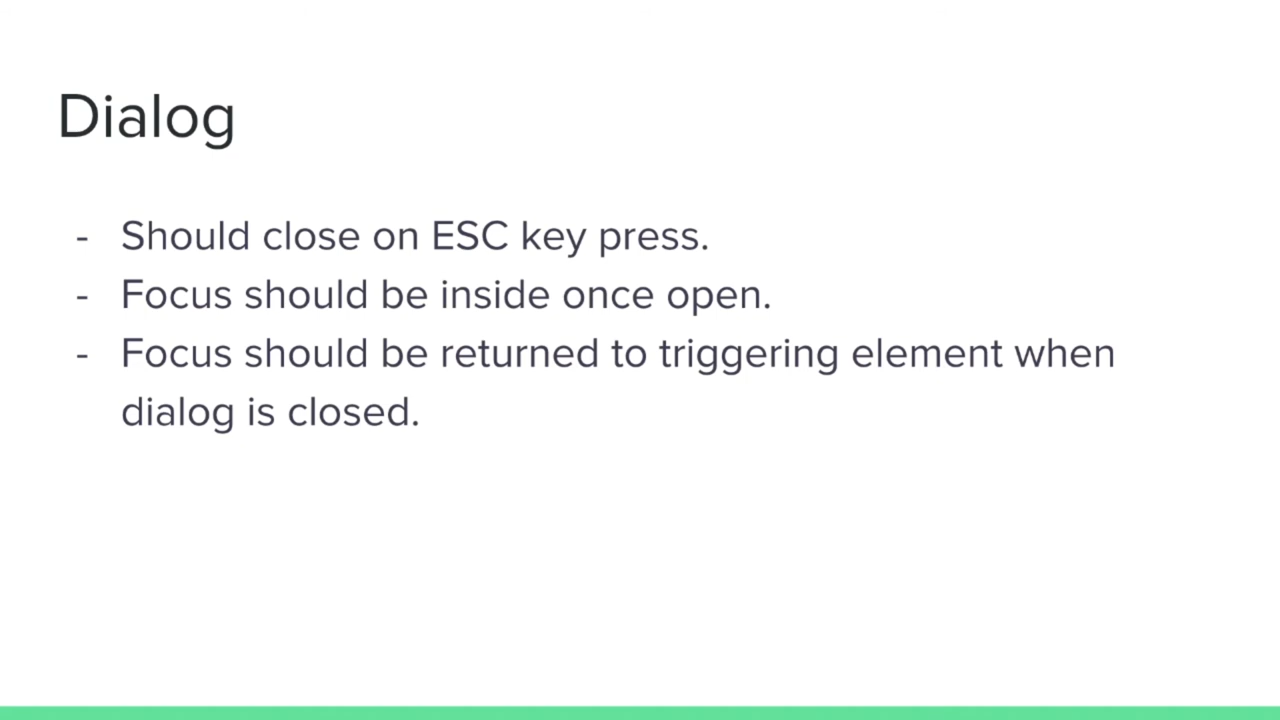 Dialog
- Should close on ESC key press.
- Focus should be inside once open.
- Focus should be returned to triggering element when
dialog is closed.